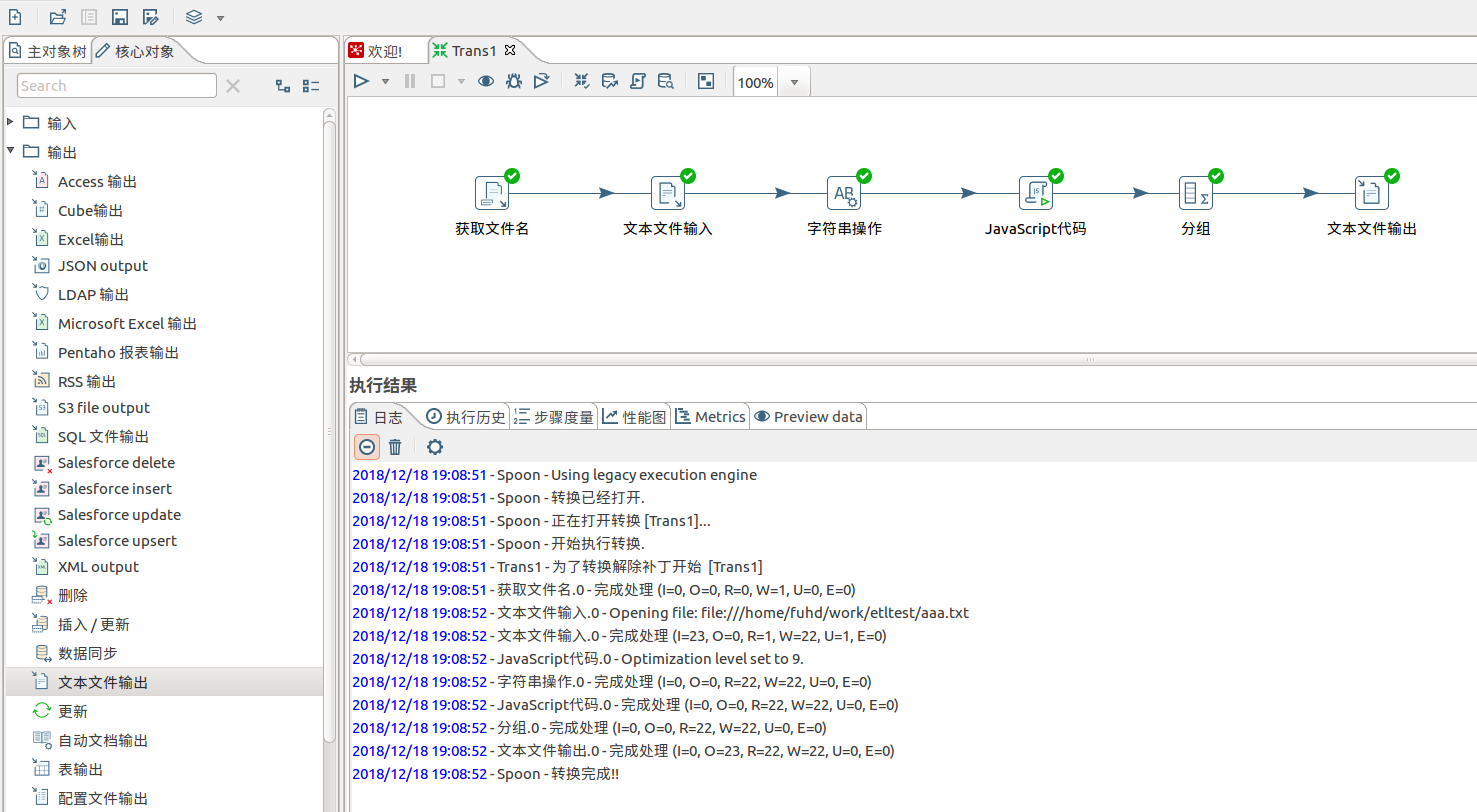 主对象树 核心对象
Search
输入
输出
Access 输出
Cube输出
Excel输出
JSON output
LDAP 输出
Microsoft Excel 输出
Pentaho 报表输出
RSS 输出
S3 file output
SQL 文件输出
Salesforce delete
Salesforce insert
Salesforce update
Salesforce upsert
XML output
删除
插入 / 更新
数据同步
文本文件输出
更新
自动文档输出
表输出
配置文件输出
欢迎! Trans1
100%
获取文件名 文本文件输入 字符串操作 JavaScript代码 分组 文本文件输出
执行结果
日志 执行历史 步骤度量 性能图 Metrics Preview data
2018/12/18 19:08:51 - Spoon - Using legacy execution engine
2018/12/18 19:08:51 - Spoon - 转换已经打开.
2018/12/18 19:08:51 - Spoon - 正在打开转换 [Trans1]...
2018/12/18 19:08:51 - Spoon - 开始执行转换.
2018/12/18 19:08:51 - Trans1 - 为了转换解除补丁开始 [Trans1]
2018/12/18 19:08:51 - 获取文件名.0 - 完成处理 (I=0, O=0, R=0, W=1, U=0, E=0)
2018/12/18 19:08:52 - 文本文件输入.0 - Opening file: file:///home/fuhd/work/etltest/aaa.txt
2018/12/18 19:08:52 - 文本文件输入.0 - 完成处理 (I=23, O=0, R=1, W=22, U=1, E=0)
2018/12/18 19:08:52 - JavaScript代码.0 - Optimization level set to 9.
2018/12/18 19:08:52 - 字符串操作.0 - 完成处理 (I=0, O=0, R=22, W=22, U=0, E=0)
2018/12/18 19:08:52 - JavaScript代码.0 - 完成处理 (I=0, O=0, R=22, W=22, U=0, E=0)
2018/12/18 19:08:52 - 分组.0 - 完成处理 (I=0, O=0, R=22, W=22, U=0, E=0)
2018/12/18 19:08:52 - 文本文件输出.0 - 完成处理 (I=0, O=23, R=22, W=22, U=0, E=0)
2018/12/18 19:08:52 - Spoon - 转换完成!!